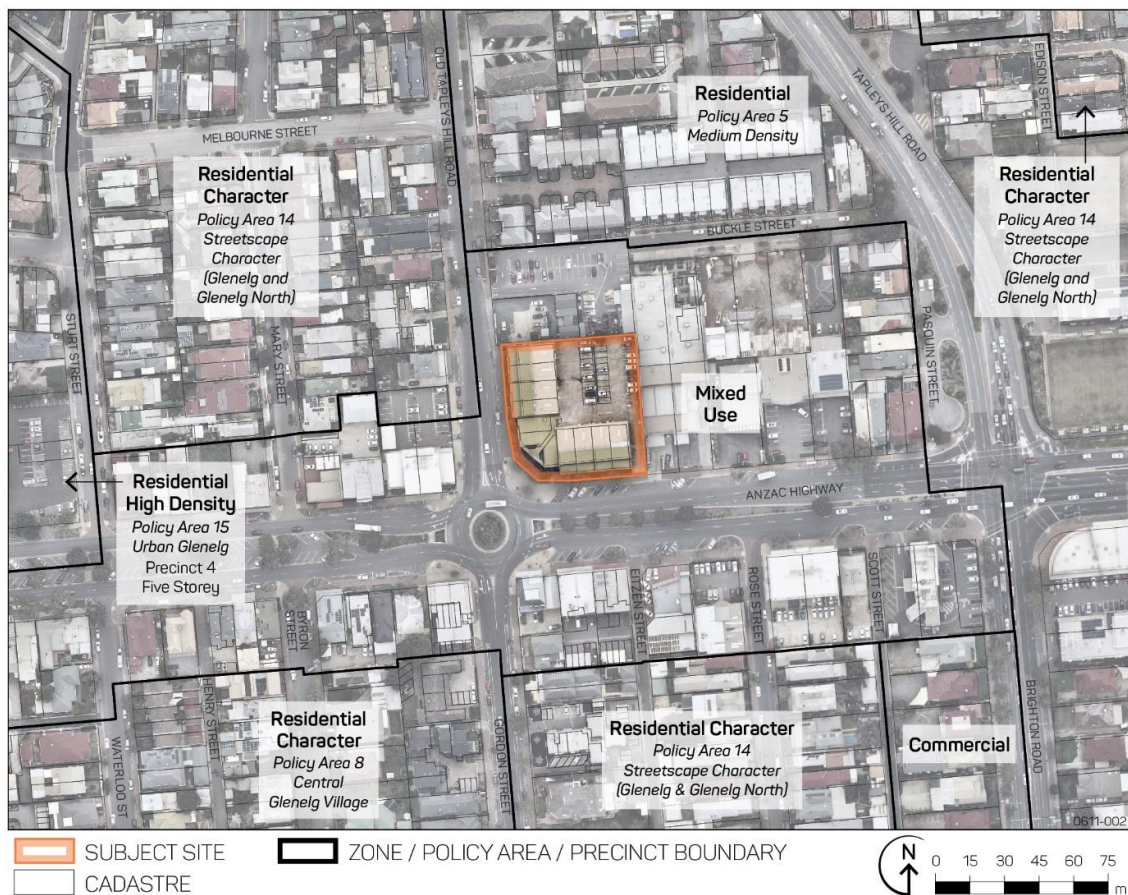 EDISON STREET
OLD TAPLEYS HILL ROAD
TAPLEYS HILL ROAD
Residential
Policy Area 5
Medium Density
MELBOURNE STREET
Residential
Character
Policy Area 14
Streetscape
Character
(Glenelg and
Glenelg North)
Residential
Character
Policy Area 14
Streetscape
Character
(Glenelg and
Glenelg North)
BUCKLE STREET
STURT STREET
MARY STREET
PASQUIN STREET
Mixed
Use
Residential
High Density
Policy Area 15
Urban Glenelg
Precinct 4
Five Storey
ANZAC HIGHWAY
EITZEN STREET
ROSE STREET
SCOTT STREET
BYRON
STREET
HENRY STREET
WATERLOO ST
GORDON STREET
BRIGHTON ROAD
Residential
Character
Policy Area 8
Central
Glenelg Village
Residential Character
Policy Area 14
Streetscape Character
(Glenelg & Glenelg North)
Commercial
0611-002
SUBJECT SITE
ZONE / POLICY AREA / PRECINCT BOUNDARY
CADASTRE
N
0 15 30 45 60 75
m